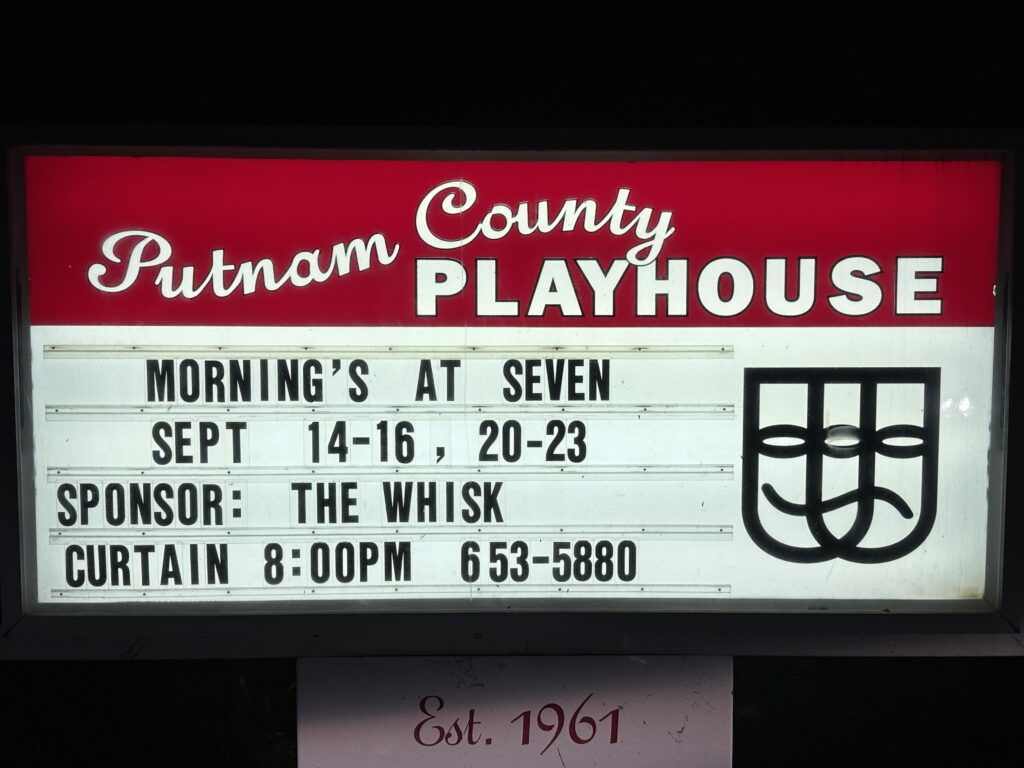 Putnam County
PLAYHOUSE
MORNING'S AT SEVEN
SEPT 14-16, 20-23
SPONSOR: THE WHISK
CURTAIN 8:00PM 653-5880
Est. 1961